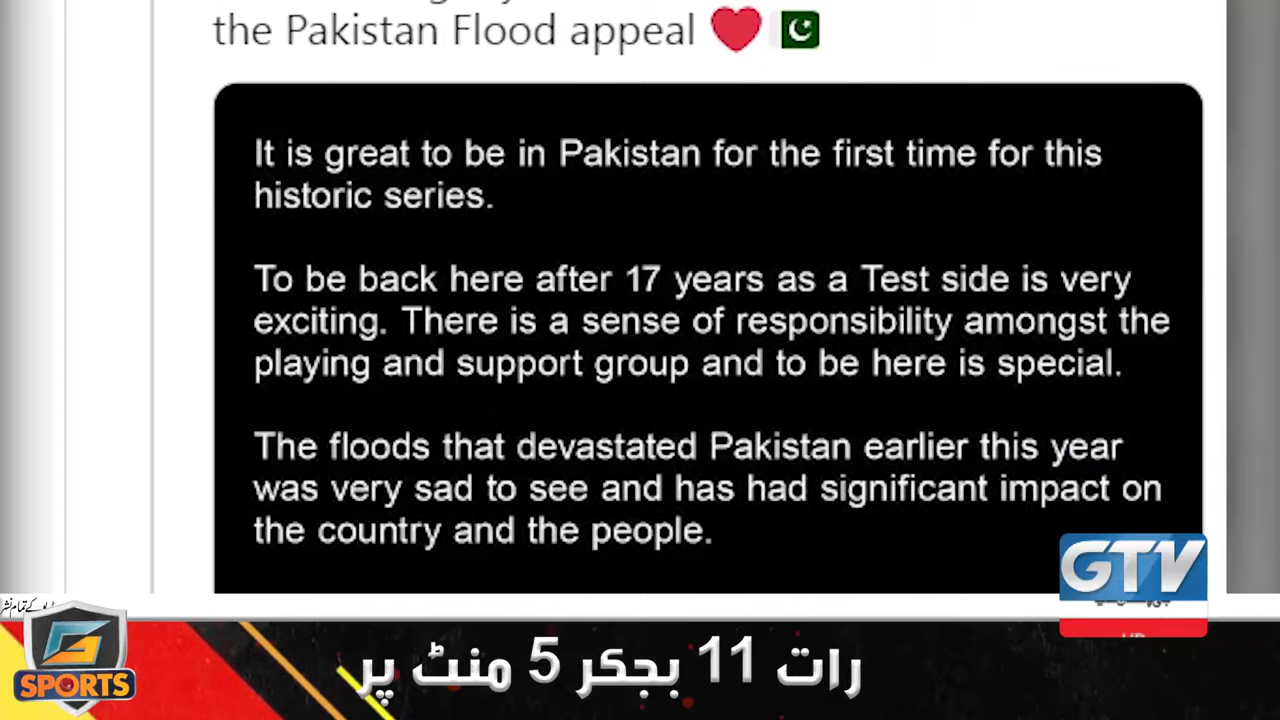 the Pakistan Flood appeal
It is great to be in Pakistan for the first time for this
historic series.
To be back here after 17 years as a Test side is very
exciting. There is a sense of responsibility amongst the
playing and support group and to be here is special.
The floods that devastated Pakistan earlier this year
was very sad to see and has had significant impact on
the country and the people.
GTV
G
SPORTS
رات 11 بجکر 5 منٹ پر